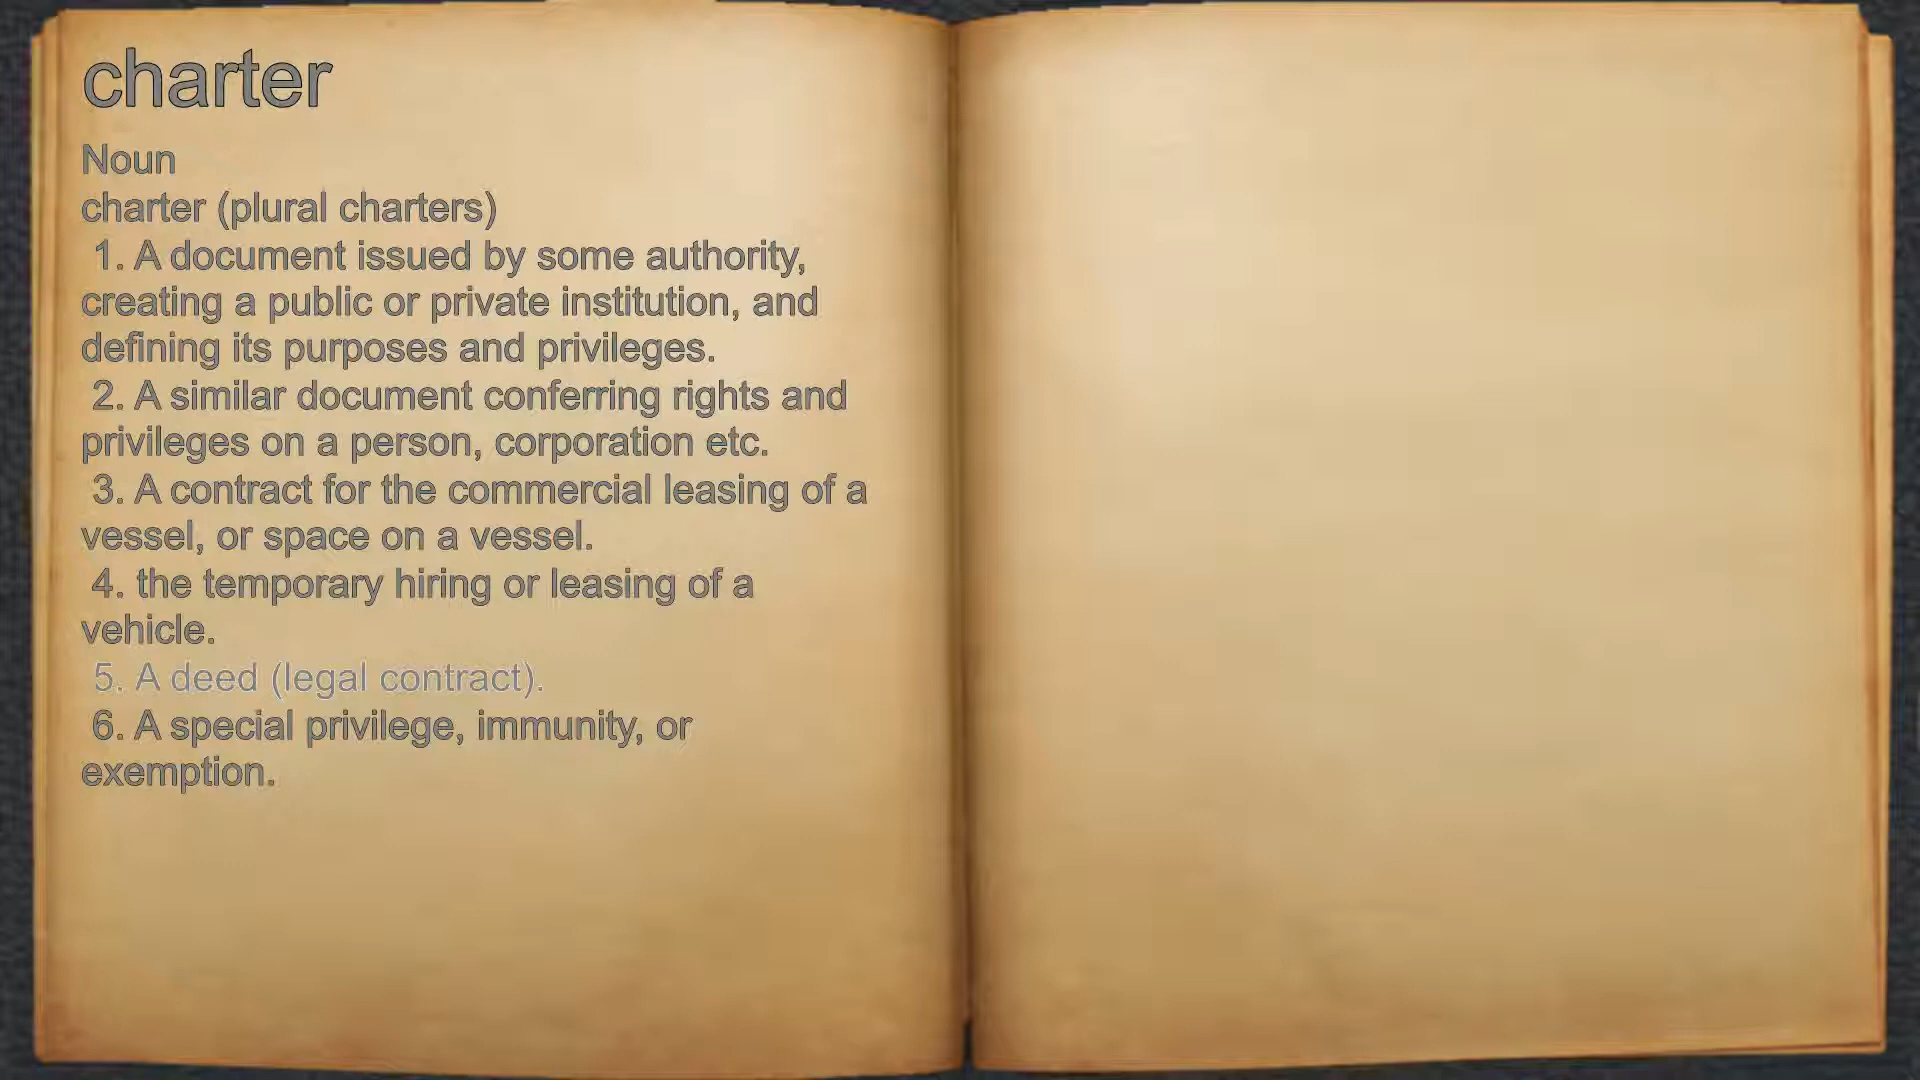 charter
Noun
charter (plural charters)
1. A document issued by some authority,
creating a public or private institution, and
defining its purposes and privileges.
2. A similar document conferring rights and
privileges on a person, corporation etc.
3. A contract for the commercial leasing of a
vessel, or space on a vessel.
4. the temporary hiring or leasing of a
vehicle.
5. A deed (legal contract).
6. A special privilege, immunity, or
exemption.